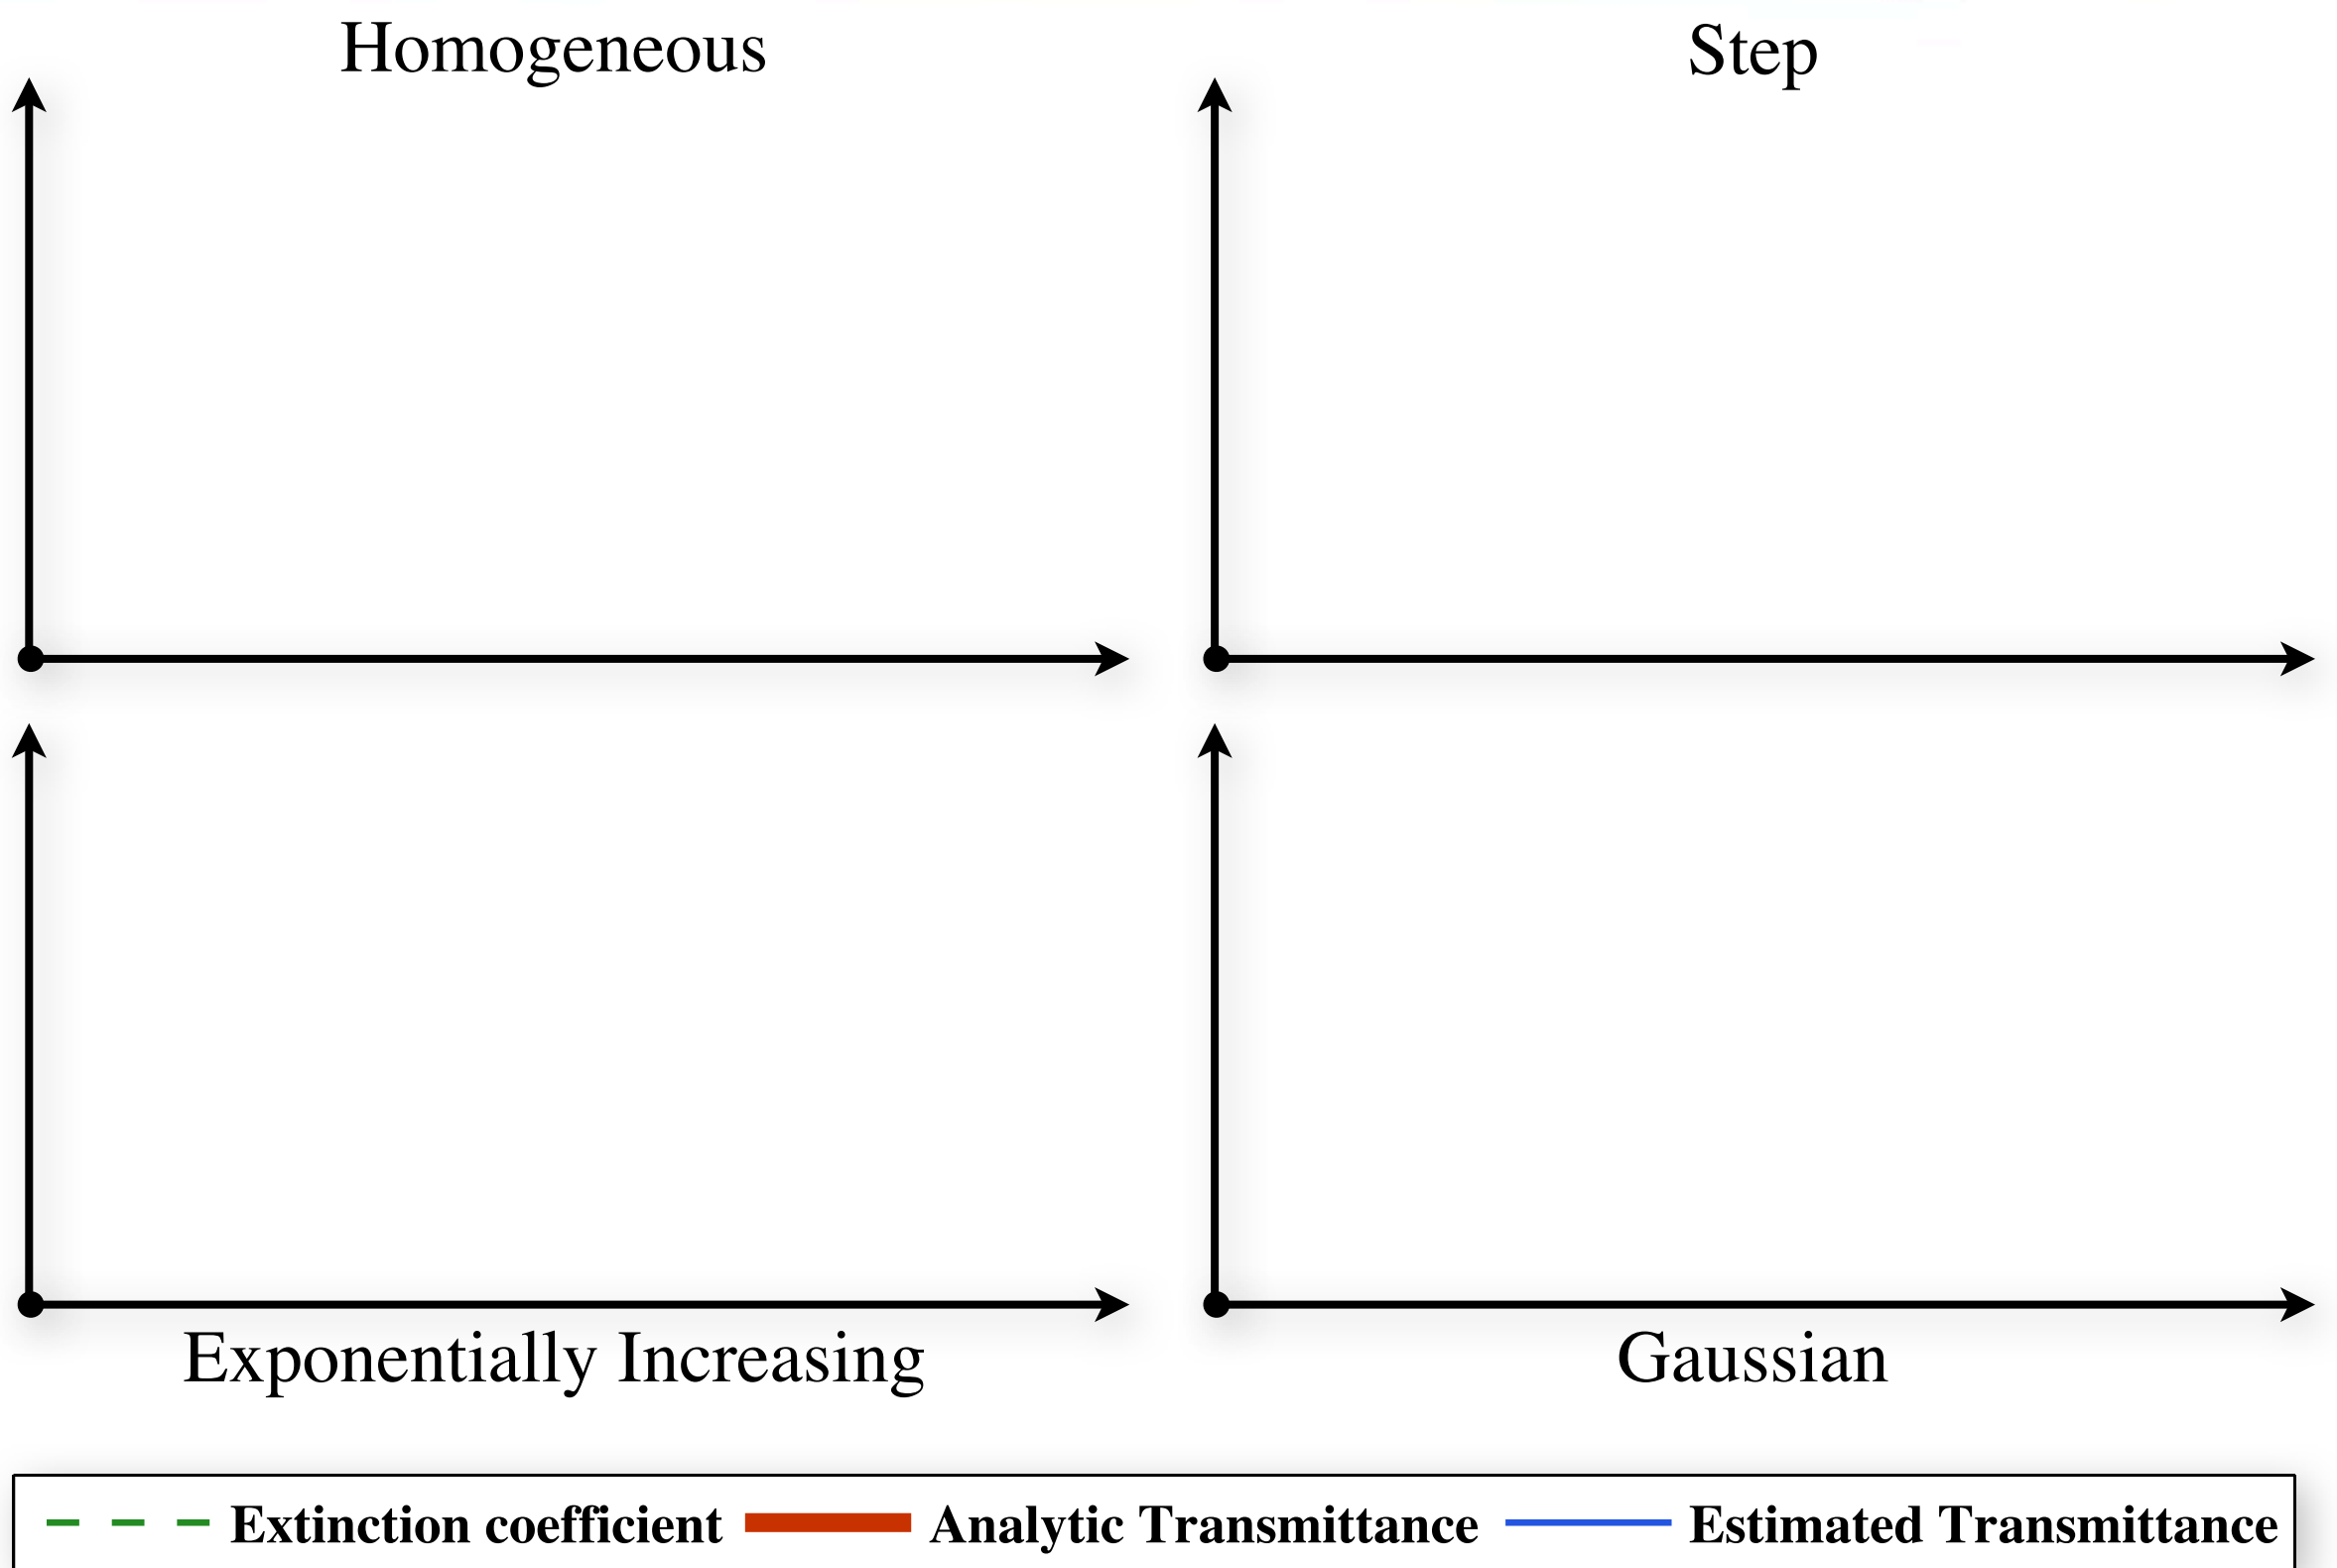 Homogeneous
Step
Exponentially Increasing
Gaussian
Extinction coefficient
Analytic Transmittance
Estimated Transmittance